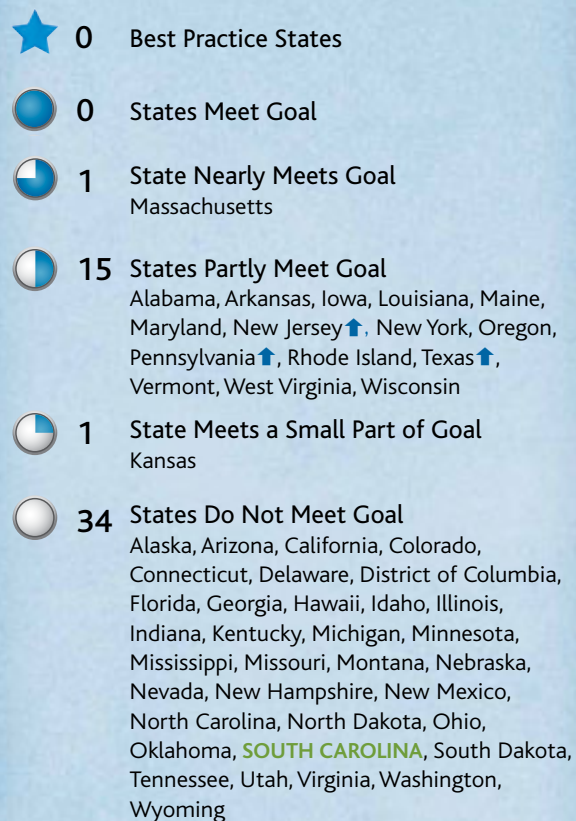 0 Best Practice States
0 States Meet Goal
1 State Nearly Meets Goal
Massachusetts
15 States Partly Meet Goal
Alabama, Arkansas, Iowa, Louisiana, Maine,
Maryland, New Jersey⬆, New York, Oregon,
Pennsylvania⬆, Rhode Island, Texas⬆,
Vermont, West Virginia, Wisconsin
1 State Meets a Small Part of Goal
Kansas
34 States Do Not Meet Goal
Alaska, Arizona, California, Colorado,
Connecticut, Delaware, District of Columbia,
Florida, Georgia, Hawaii, Idaho, Illinois,
Indiana, Kentucky, Michigan, Minnesota,
Mississippi, Missouri, Montana, Nebraska,
Nevada, New Hampshire, New Mexico,
North Carolina, North Dakota, Ohio,
Oklahoma, SOUTH CAROLINA, South Dakota,
Tennessee, Utah, Virginia, Washington,
Wyoming